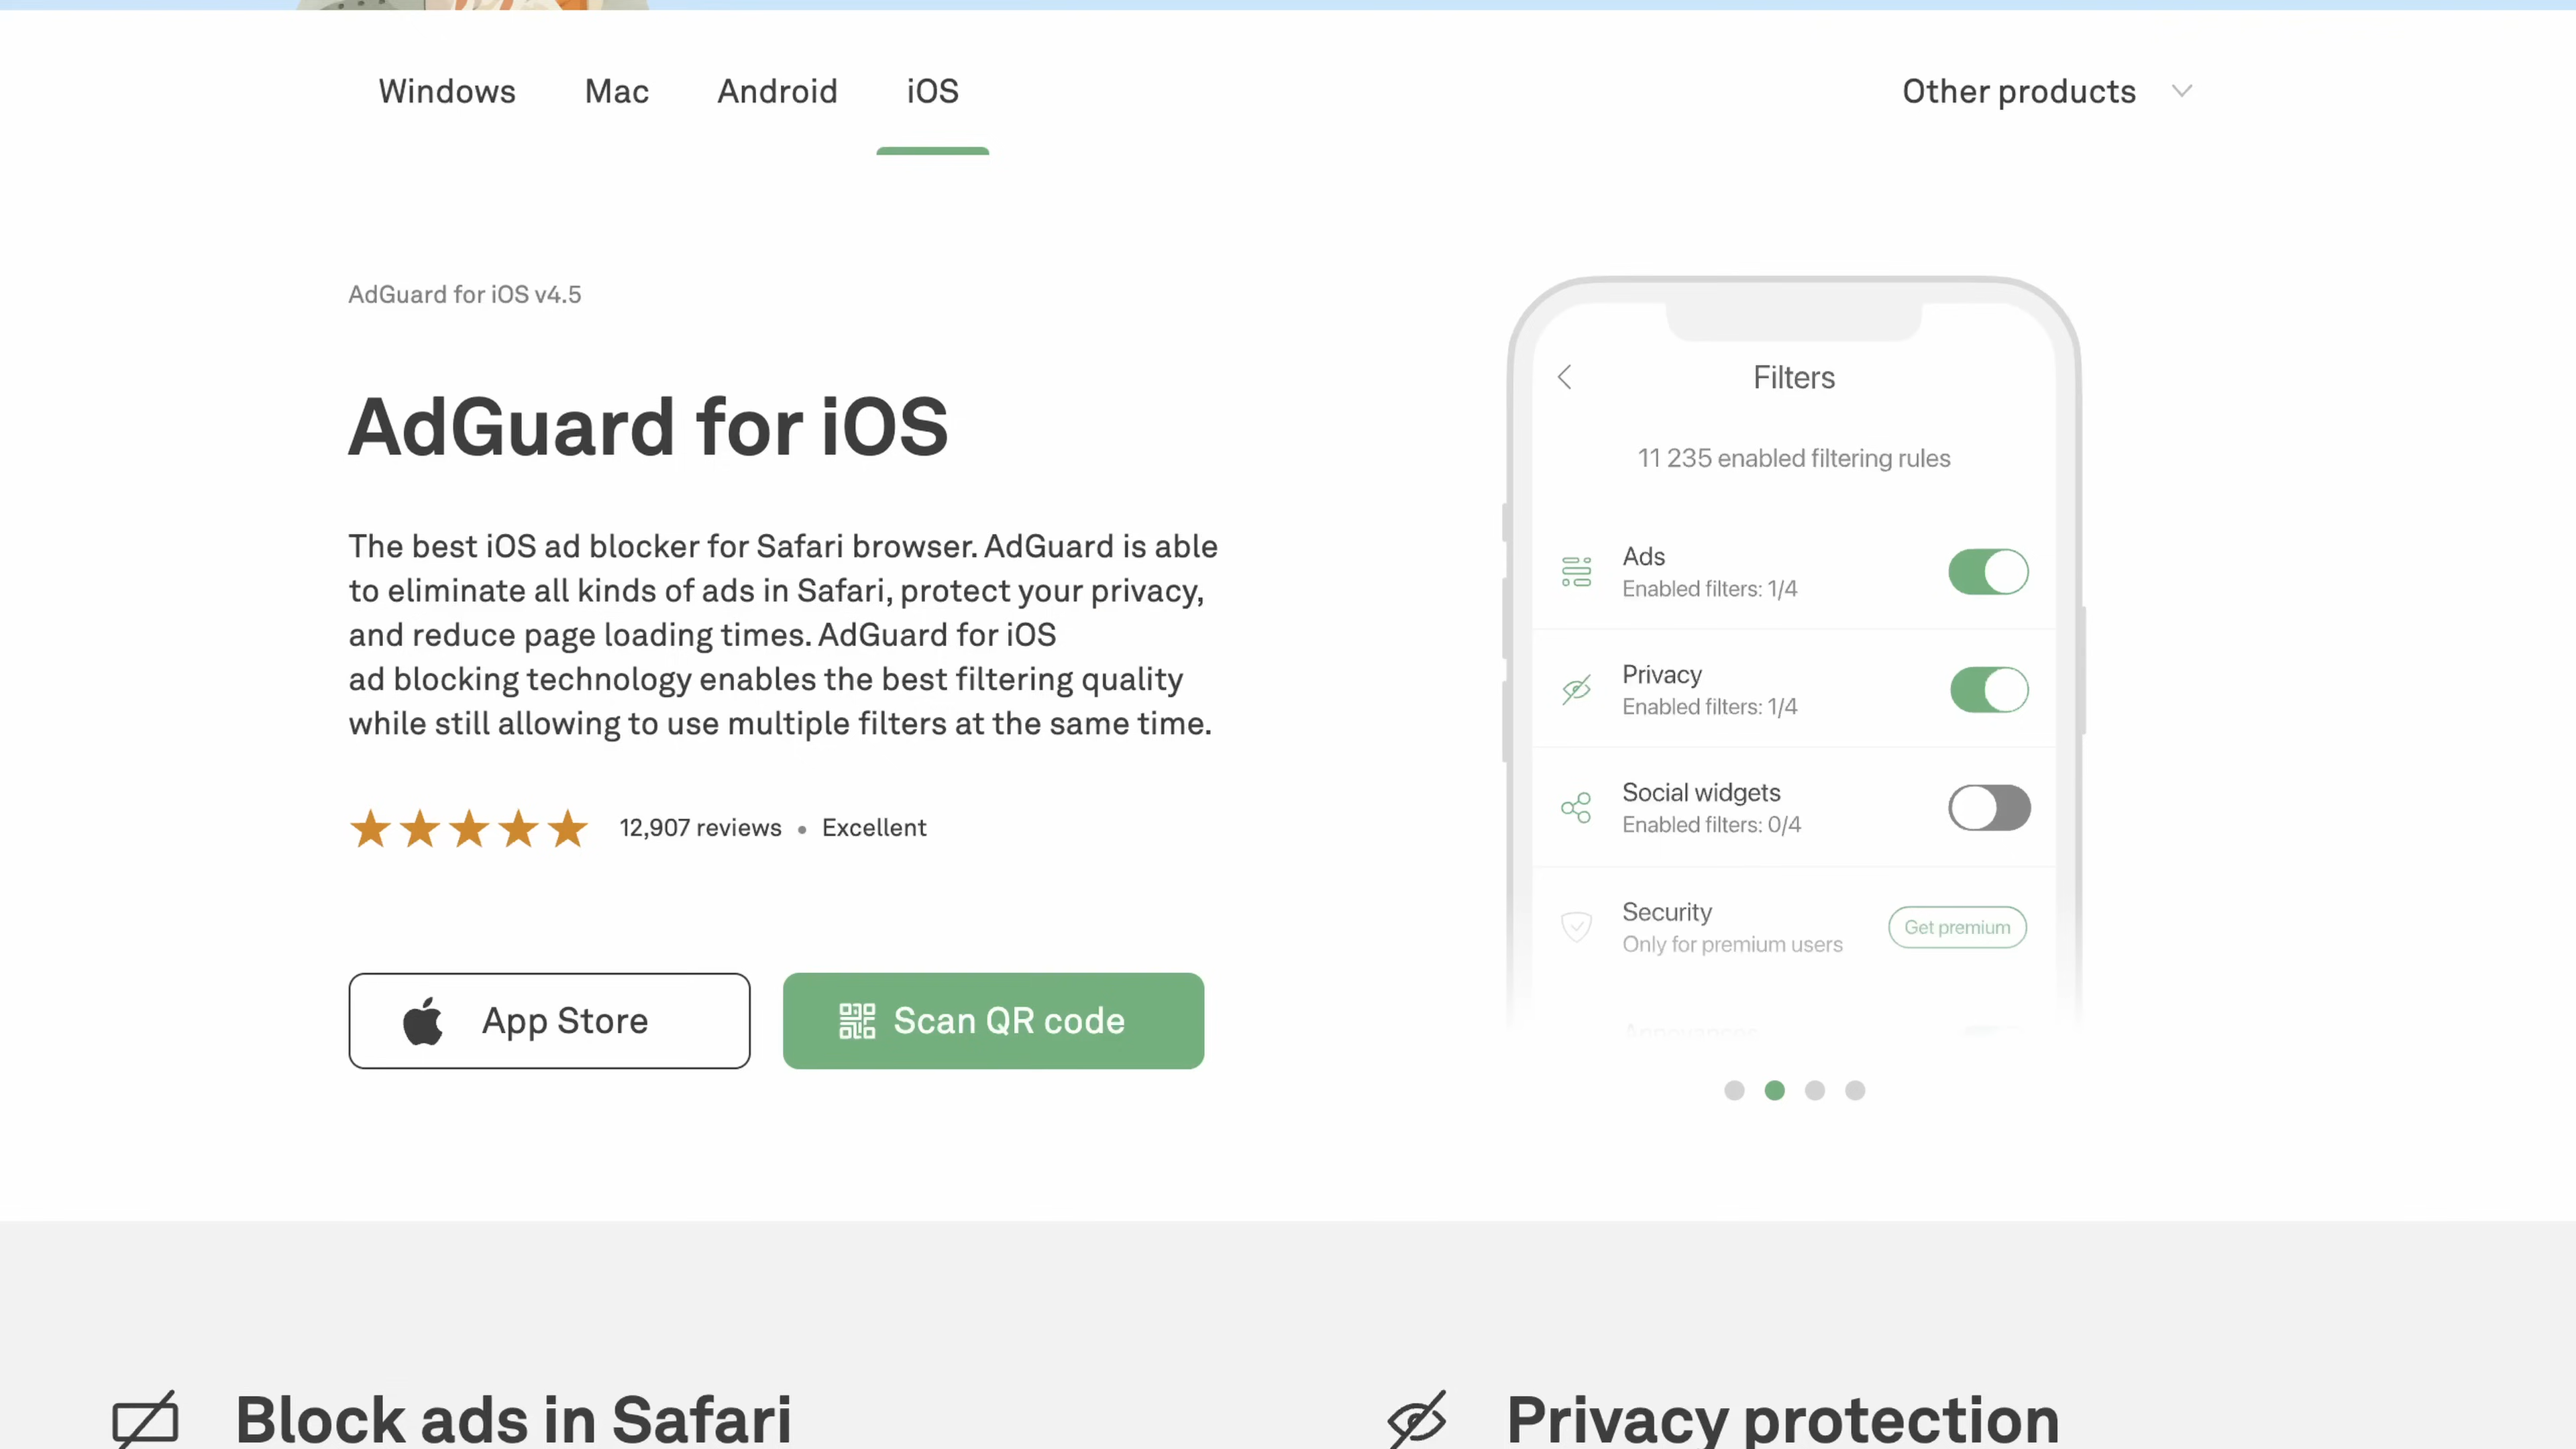 Windows Mac Android iOS Other products
AdGuard for iOS v4.5
AdGuard for iOS
The best iOS ad blocker for Safari browser. AdGuard is able
to eliminate all kinds of ads in Safari, protect your privacy,
and reduce page loading times. AdGuard for iOS
ad blocking technology enables the best filtering quality
while still allowing to use multiple filters at the same time.
12,907 reviews • Excellent
App Store
Scan QR code
Filters
11 235 enabled filtering rules
Ads
Enabled filters: 1/4
Privacy
Enabled filters: 1/4
Social widgets
Enabled filters: 0/4
Security
Only for premium users
Get premium
Annoyances
Block ads in Safari
Privacy protection